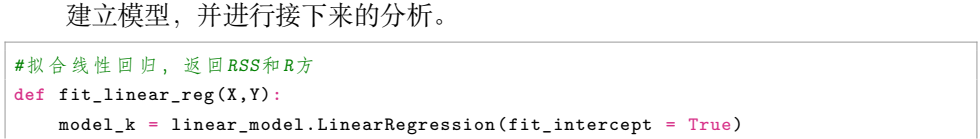 建立模型，并进行接下来的分析。
#拟合线性回归，返回RSS和R方
def fit_linear_reg(X,Y):
    model_k = linear_model.LinearRegression(fit_intercept = True)